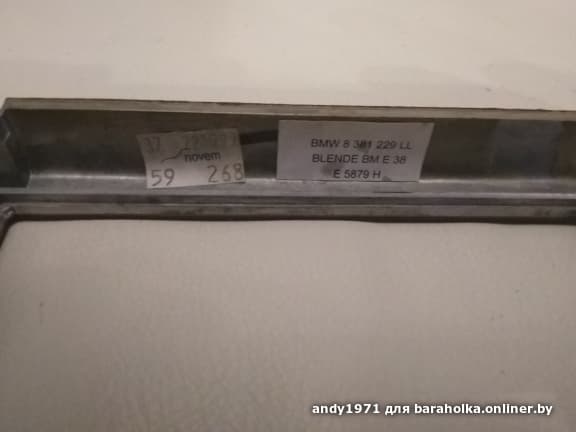 novem
59 268
BMW 8 381 229 LL
BLENDE BM E 38
E 5879 H
andy1971 для baraholka.onliner.by